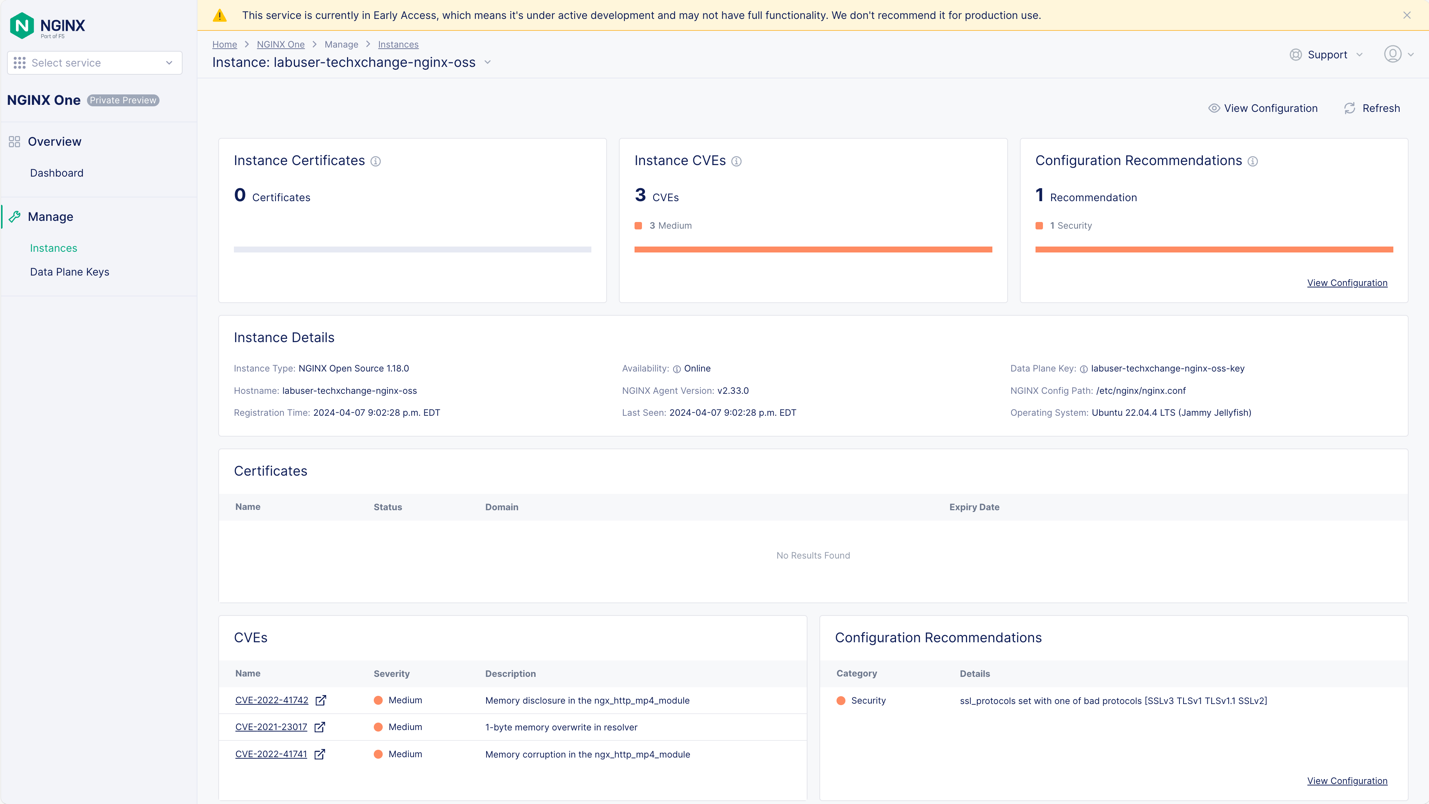 This service is currently in Early Access, which means it's under active development and may not have full functionality. We don't recommend it for production use.
NGINX
Part of F5
Select service
NGINX One Private Preview
Overview
Dashboard
Manage
Instances
Data Plane Keys
Home > NGINX One > Manage > Instances
Instance: labuser-techxchange-nginx-oss
Support
View Configuration
Refresh
Instance Certificates
0 Certificates
Instance CVEs
3 CVEs
3 Medium
Configuration Recommendations
1 Recommendation
1 Security
View Configuration
Instance Details
Instance Type: NGINX Open Source 1.18.0
Availability: Online
Data Plane Key: labuser-techxchange-nginx-oss-key
Hostname: labuser-techxchange-nginx-oss
NGINX Agent Version: v2.33.0
NGINX Config Path: /etc/nginx/nginx.conf
Registration Time: 2024-04-07 9:02:28 p.m. EDT
Last Seen: 2024-04-07 9:02:28 p.m. EDT
Operating System: Ubuntu 22.04.4 LTS (Jammy Jellyfish)
Certificates
Name Status Domain Expiry Date
No Results Found
CVEs
Name Severity Description
CVE-2022-41742 Medium Memory disclosure in the ngx_http_mp4_module
CVE-2021-23017 Medium 1-byte memory overwrite in resolver
CVE-2022-41741 Medium Memory corruption in the ngx_http_mp4_module
Configuration Recommendations
Category Details
Security ssl_protocols set with one of bad protocols [SSLv3 TLSv1 TLSv1.1 SSLv2]
View Configuration